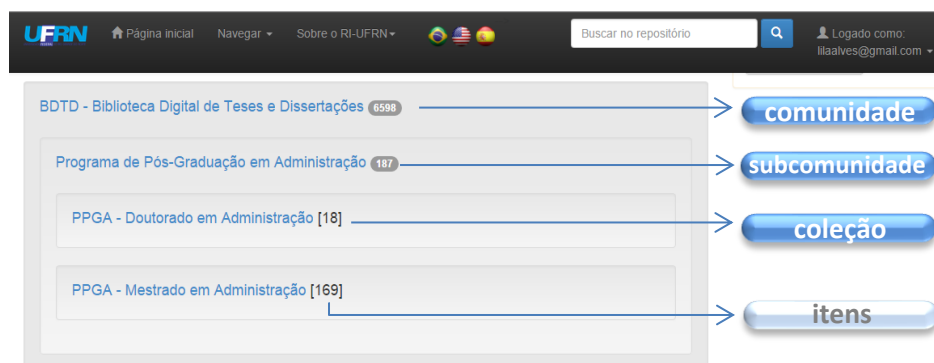 UFRN Página inicial Navegar Sobre o RI-UFRN Buscar no repositório Logado como:
lilaalves@gmail.com
BDTD - Biblioteca Digital de Teses e Dissertações 6598 comunidade
Programa de Pós-Graduação em Administração 187 subcomunidade
PPGA - Doutorado em Administração [18] coleção
PPGA - Mestrado em Administração [169]
itens